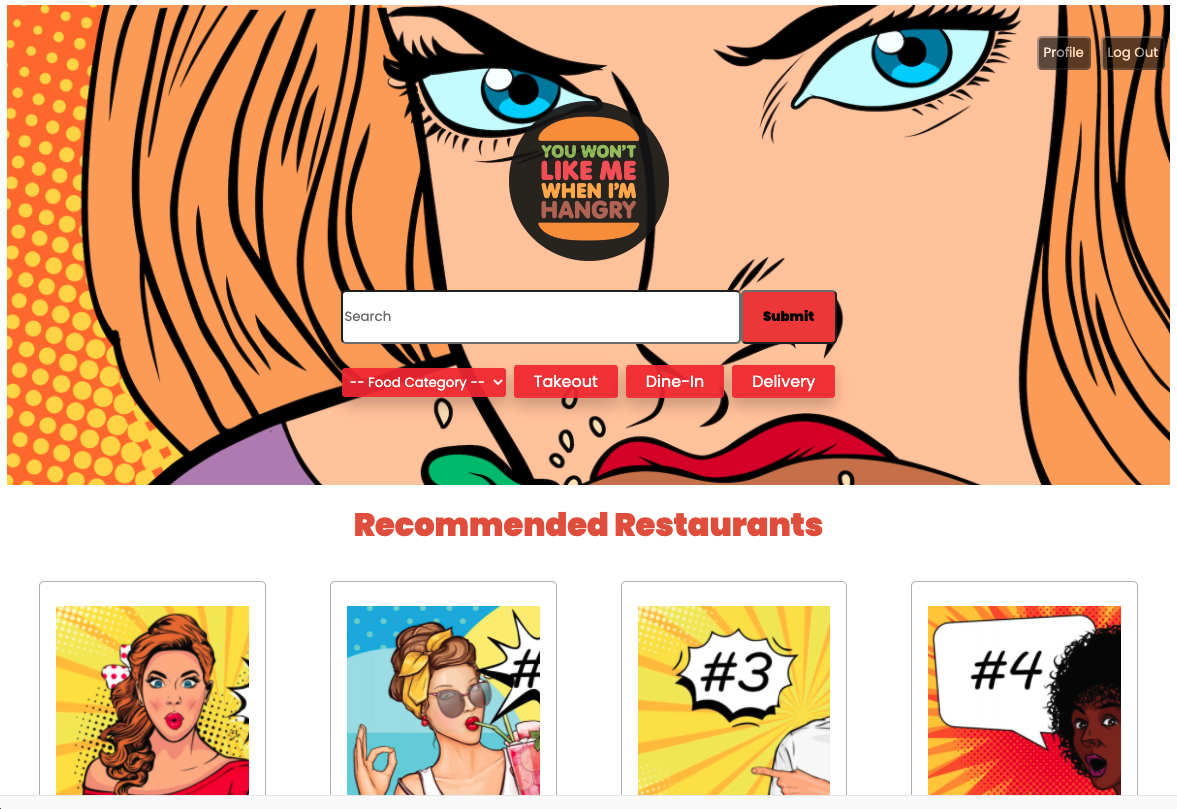 Profile
Log Out
YOU WON'T
LIKE ME
WHEN I'M
HANGRY
Search
Submit
-- Food Category --
Takeout
Dine-In
Delivery
Recommended Restaurants
#
#3
#4